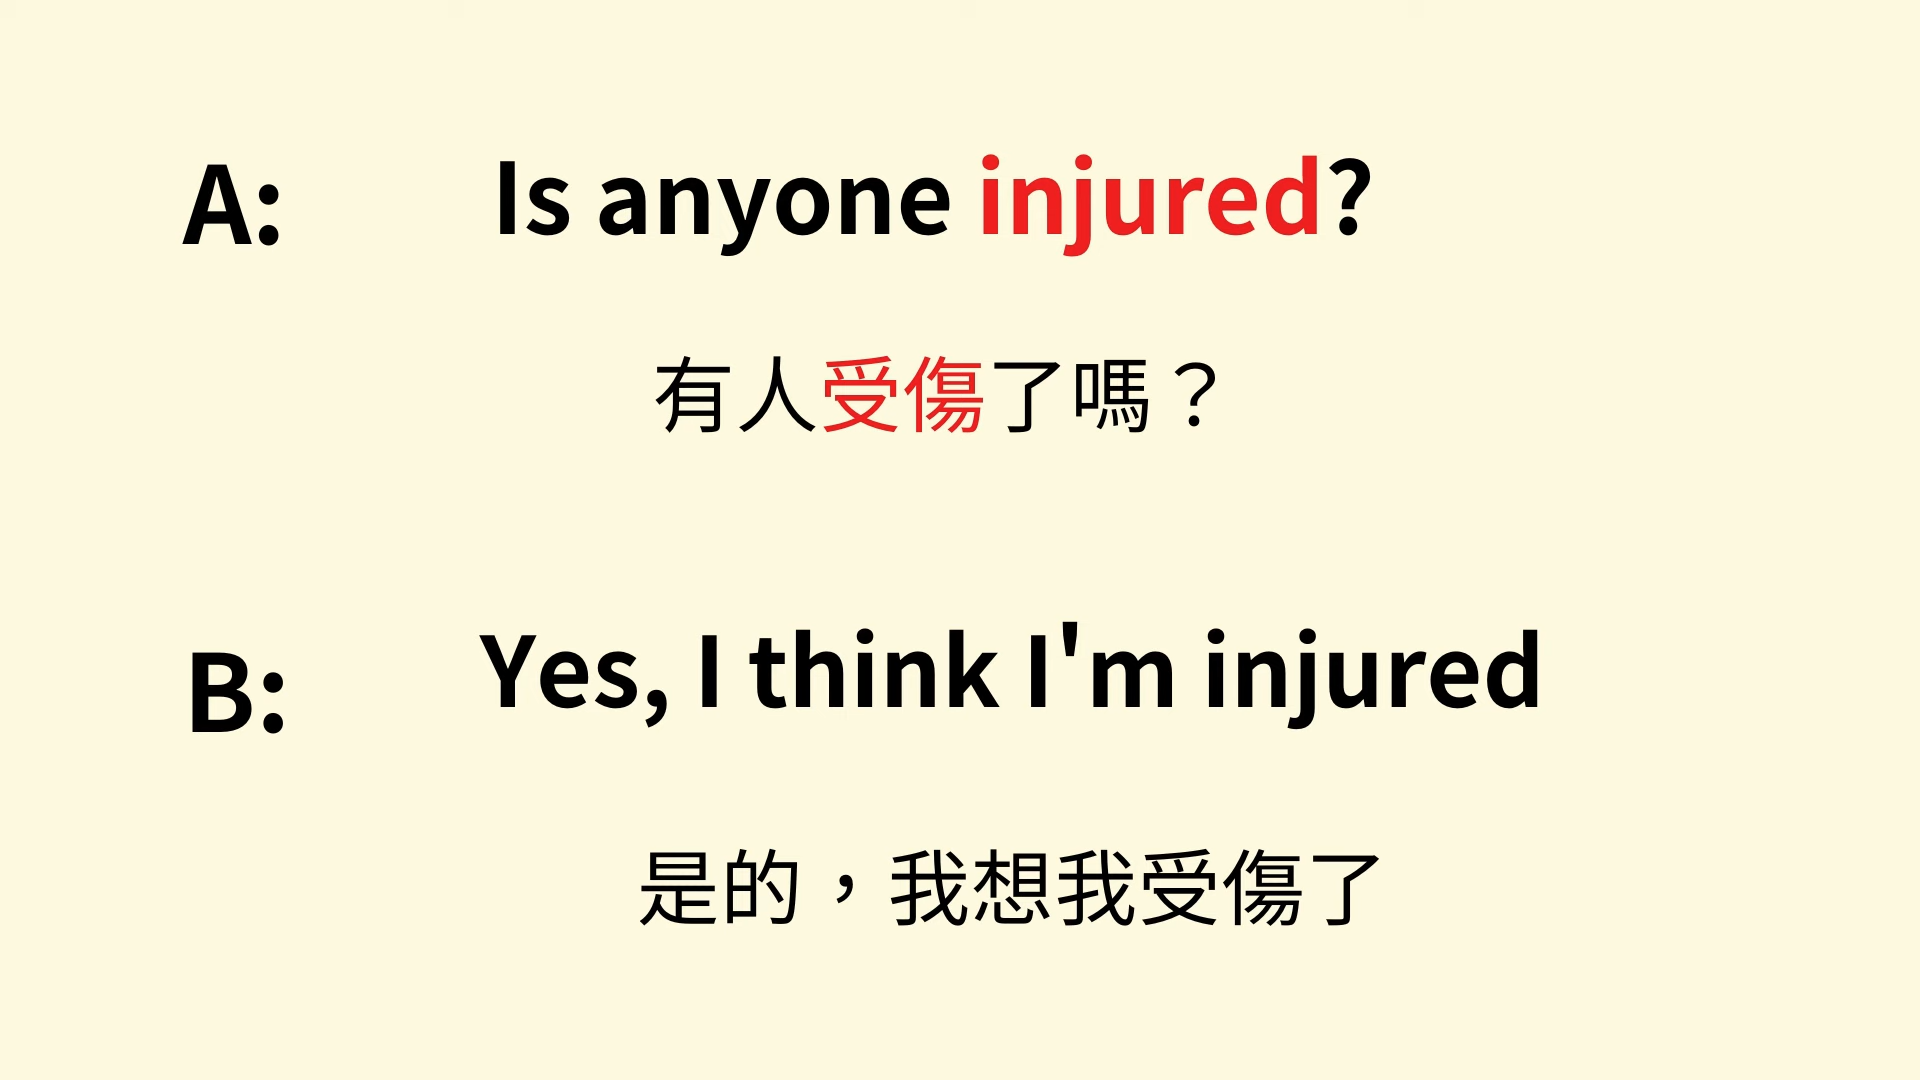 A: Is anyone injured?
有人受傷了嗎？
B: Yes, I think I'm injured
是的，我想我受傷了